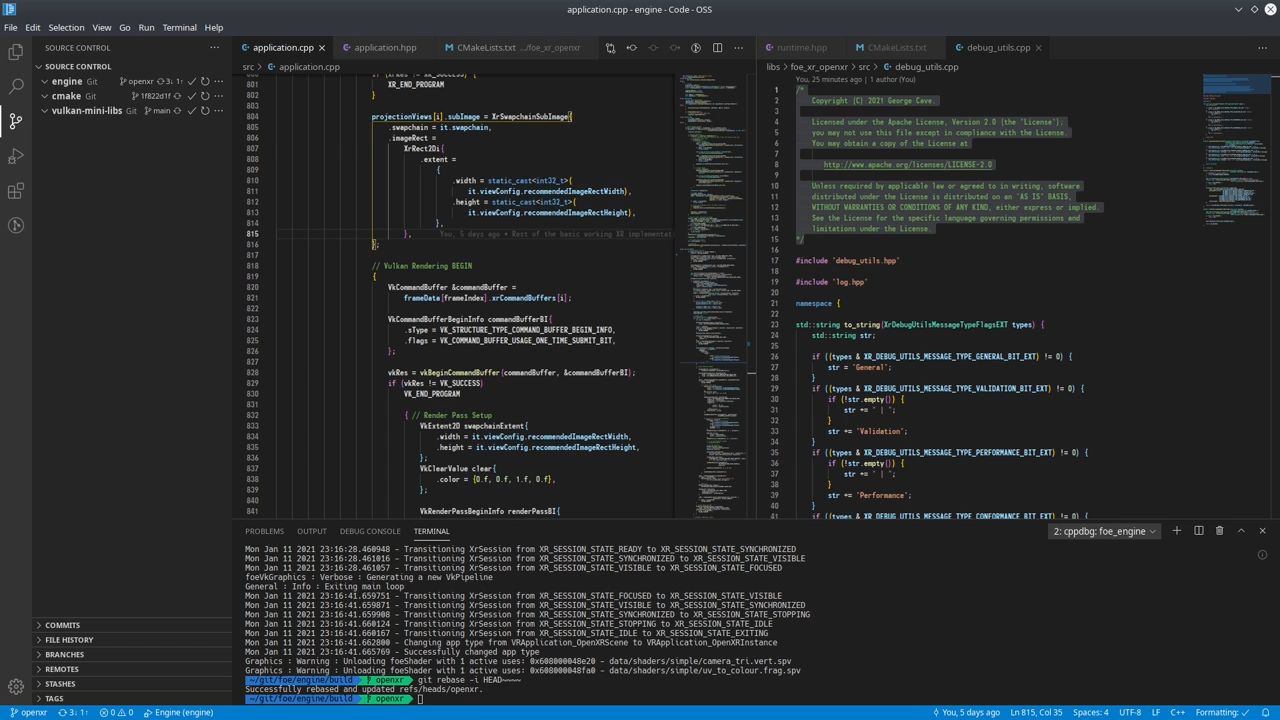 application.cpp - engine - Code - OSS
File Edit Selection View Go Run Terminal Help
SOURCE CONTROL ···
SOURCE CONTROL
engine Git openxr 3↓ 1↑
cmake Git 1f822d1f
vulkan-mini-libs Git main
COMMITS
FILE HISTORY
BRANCHES
REMOTES
STASHES
TAGS
application.cpp application.hpp CMakeLists.txt .../foe_xr_openxr
src > application.cpp
801 XR_END_PROGRAM
802 }
803
804 projectionViews[i].subImage = XrSwapchainSubImage{
805 .swapchain = it.swapchain,
806 .imageRect =
807 XrRect2Di{
808 .extent =
809 {
810 .width = static_cast<int32_t>(
811 it.viewConfig.recommendedImageRectWidth),
812 .height = static_cast<int32_t>(
813 it.viewConfig.recommendedImageRectHeight),
814 },
815 }, You, 5 days ago • Start of the basic working XR implementat
816 };
817
818 // Vulkan Rendering BEGIN
819 {
820 VkCommandBuffer &commandBuffer =
821 frameData[frameIndex].xrCommandBuffers[i];
822
823 VkCommandBufferBeginInfo commandBufferBI{
824 .sType = VK_STRUCTURE_TYPE_COMMAND_BUFFER_BEGIN_INFO,
825 .flags = VK_COMMAND_BUFFER_USAGE_ONE_TIME_SUBMIT_BIT,
826 };
827
828 vkRes = vkBeginCommandBuffer(commandBuffer, &commandBufferBI);
829 if (vkRes != VK_SUCCESS)
830 VK_END_PROGRAM
831
832 { // Render Pass Setup
833 VkExtent2D swapchainExtent{
834 .width = it.viewConfig.recommendedImageRectWidth,
835 .height = it.viewConfig.recommendedImageRectHeight,
836 };
837 VkClearValue clear{
838 .color = {0.f, 0.f, 1.f, 0.f},
839 };
840
841 VkRenderPassBeginInfo renderPassBI{
runtime.hpp CMakeLists.txt debug_utils.cpp
libs > foe_xr_openxr > src > debug_utils.cpp
You, 25 minutes ago | 1 author (You)
1 /*
2 Copyright (C) 2021 George Cave.
3
4 Licensed under the Apache License, Version 2.0 (the "License");
5 you may not use this file except in compliance with the License.
6 You may obtain a copy of the License at
7
8 http://www.apache.org/licenses/LICENSE-2.0
9
10 Unless required by applicable law or agreed to in writing, software
11 distributed under the License is distributed on an "AS IS" BASIS,
12 WITHOUT WARRANTIES OR CONDITIONS OF ANY KIND, either express or implied.
13 See the License for the specific language governing permissions and
14 limitations under the License.
15 */
16
17 #include "debug_utils.hpp"
18
19 #include "log.hpp"
20
21 namespace {
22
23 std::string to_string(XrDebugUtilsMessageTypeFlagsEXT types) {
24 std::string str;
25
26 if ((types & XR_DEBUG_UTILS_MESSAGE_TYPE_GENERAL_BIT_EXT) != 0) {
27 str = "General";
28 }
29 if ((types & XR_DEBUG_UTILS_MESSAGE_TYPE_VALIDATION_BIT_EXT) != 0) {
30 if (!str.empty()) {
31 str += " | ";
32 }
33 str += "Validation";
34 }
35 if ((types & XR_DEBUG_UTILS_MESSAGE_TYPE_PERFORMANCE_BIT_EXT) != 0) {
36 if (!str.empty()) {
37 str += " | ";
38 }
39 str += "Performance";
40 }
41 if ((types & XR_DEBUG_UTILS_MESSAGE_TYPE_CONFORMANCE_BIT_EXT) != 0) {
PROBLEMS OUTPUT DEBUG CONSOLE TERMINAL 2: cppdbg: foe_engine
Mon Jan 11 2021 23:16:28.460948 - Transitioning XrSession from XR_SESSION_STATE_READY to XR_SESSION_STATE_SYNCHRONIZED
Mon Jan 11 2021 23:16:28.461016 - Transitioning XrSession from XR_SESSION_STATE_SYNCHRONIZED to XR_SESSION_STATE_VISIBLE
Mon Jan 11 2021 23:16:28.461057 - Transitioning XrSession from XR_SESSION_STATE_VISIBLE to XR_SESSION_STATE_FOCUSED
foeVkGraphics : Verbose : Generating a new VkPipeline
General : Info : Exiting main loop
Mon Jan 11 2021 23:16:41.659751 - Transitioning XrSession from XR_SESSION_STATE_FOCUSED to XR_SESSION_STATE_VISIBLE
Mon Jan 11 2021 23:16:41.659871 - Transitioning XrSession from XR_SESSION_STATE_VISIBLE to XR_SESSION_STATE_SYNCHRONIZED
Mon Jan 11 2021 23:16:41.659908 - Transitioning XrSession from XR_SESSION_STATE_SYNCHRONIZED to XR_SESSION_STATE_STOPPING
Mon Jan 11 2021 23:16:41.660124 - Transitioning XrSession from XR_SESSION_STATE_STOPPING to XR_SESSION_STATE_IDLE
Mon Jan 11 2021 23:16:41.660167 - Transitioning XrSession from XR_SESSION_STATE_IDLE to XR_SESSION_STATE_EXITING
Mon Jan 11 2021 23:16:41.662800 - Changing app type from VRApplication_OpenXRScene to VRApplication_OpenXRInstance
Mon Jan 11 2021 23:16:41.665769 - Successfully changed app type
Graphics : Warning : Unloading foeShader with 1 active uses: 0x608000048e20 - data/shaders/simple/camera_tri.vert.spv
Graphics : Warning : Unloading foeShader with 1 active uses: 0x608000048fa0 - data/shaders/simple/uv_to_colour.frag.spv
~/git/foe/engine/build openxr git rebase -i HEAD~~~~~
Successfully rebased and updated refs/heads/openxr.
~/git/foe/engine/build openxr
openxr 3↓ 1↑ 0 0 Engine (engine) You, 5 days ago Ln 815, Col 35 Spaces: 4 UTF-8 LF C++ Formatting: ✓